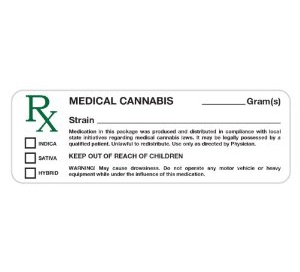 Rx MEDICAL CANNABIS ________Gram(s)
Strain ________________________
Medication in this package was produced and distributed in compliance with local
state initiatives regarding medical cannabis laws. It may be legally possessed by a
qualified patient. Unlawful to redistribute. Use only as directed by Physician.
INDICA
SATIVA KEEP OUT OF REACH OF CHILDREN
HYBRID WARNING! May cause drowsiness. Do not operate any motor vehicle or heavy
equipment while under the influence of this medication.